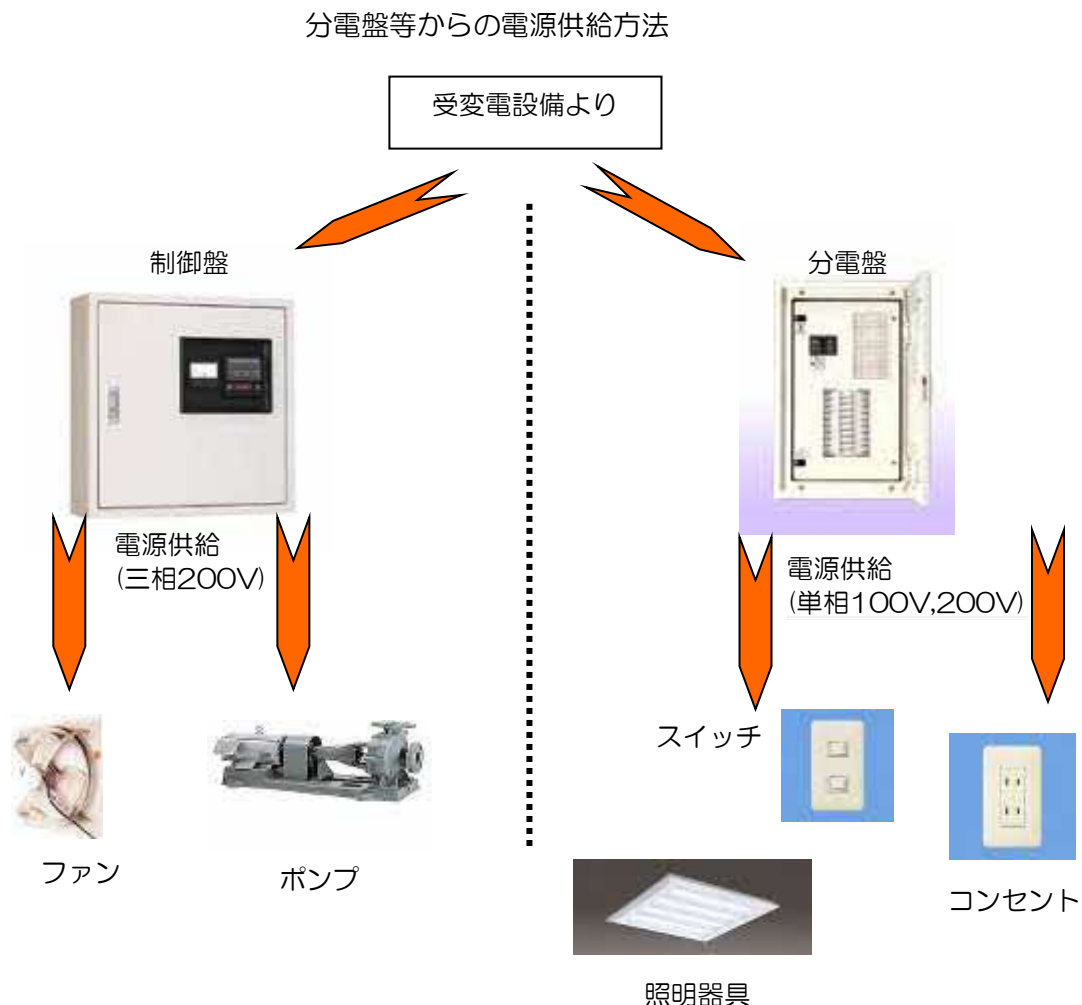 分電盤等からの電源供給方法
受変電設備より
制御盤
分電盤
電源供給
(三相200V)
電源供給
(単相100V,200V)
スイッチ
ファン
ポンプ
コンセント
照明器具